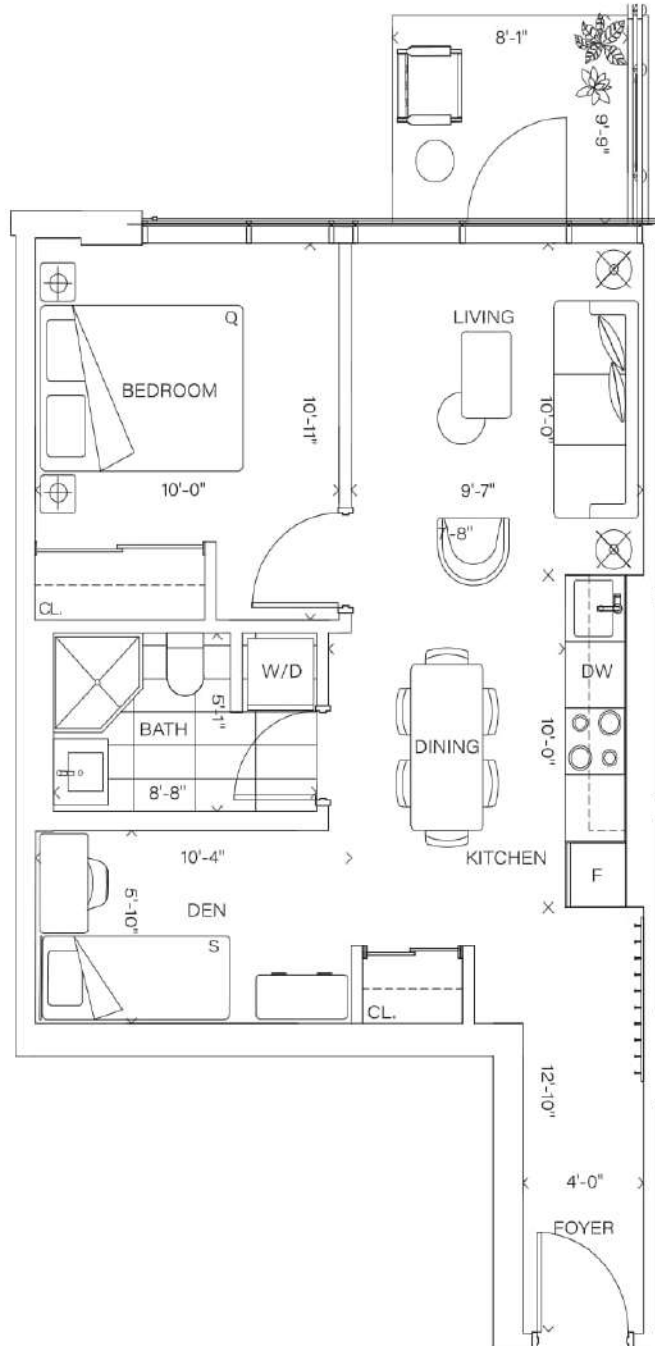 8'-1"
9'-9"
LIVING
Q
BEDROOM
10'-11"
10'-0"
10'-0"
9'-7"
7'-8"
CL.
W/D
DW
BATH
5'-1"
DINING
10'-0"
8'-8"
10'-4"
KITCHEN
F
5'-10"
DEN
S
CL.
12'-10"
4'-0"
FOYER